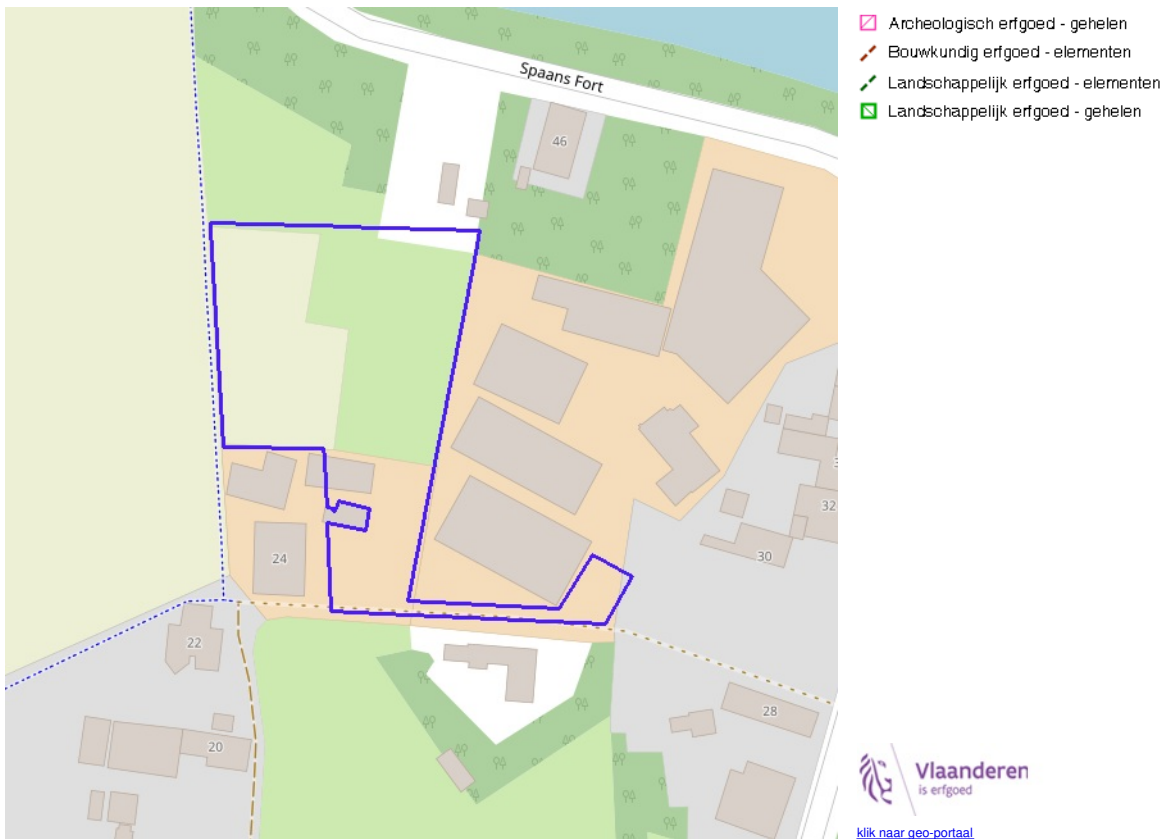 Spaans Fort
46
24
22
20
30
32
28
Archeologisch erfgoed - gehelen
Bouwkundig erfgoed - elementen
Landschappelijk erfgoed - elementen
Landschappelijk erfgoed - gehelen
Vlaanderen
is erfgoed
klik naar geo-portaal